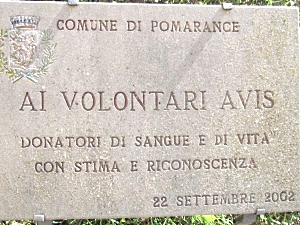 COMUNE DI POMARANCE
AI VOLONTARI AVIS
DONATORI DI SANGUE E DI VITA
CON STIMA E RICONOSCENZA
22 SETTEMBRE 2002